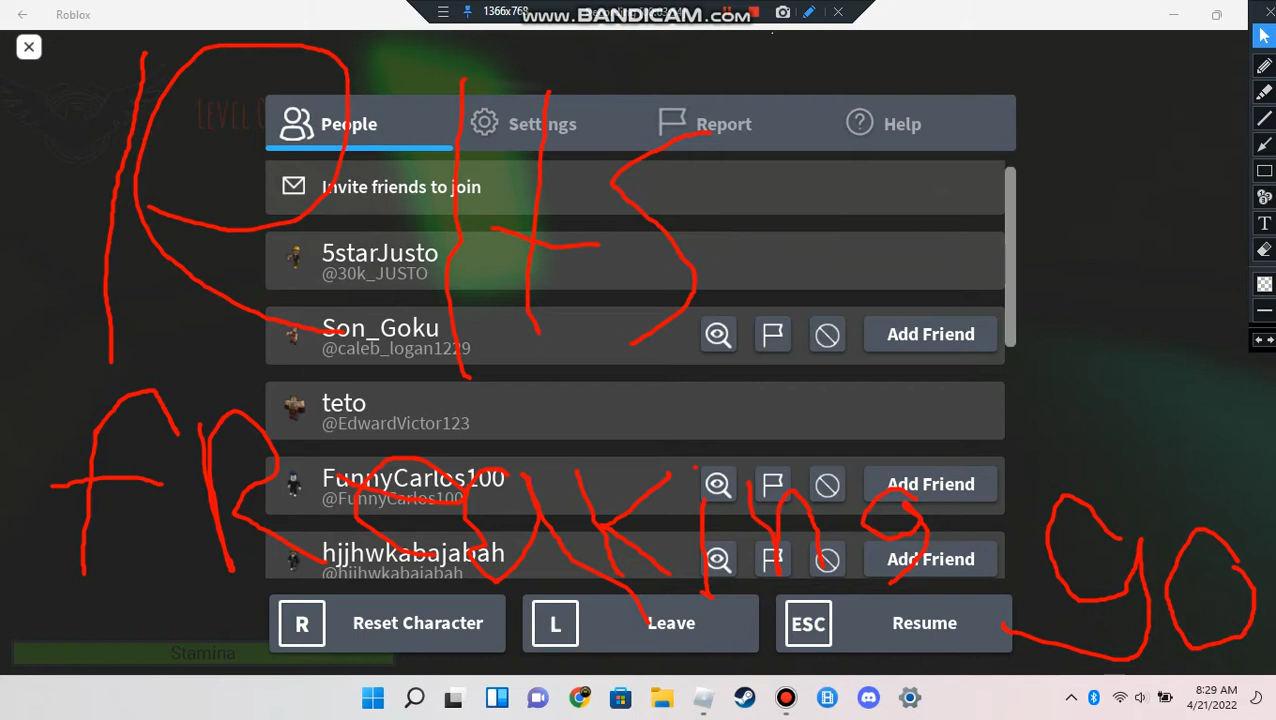 Roblox
1366x768
www.BANDICAM.com
People
Settings
Report
Help
Invite friends to join
5starJusto
@30k_JUSTO
Son_Goku
@caleb_logan1229
Add Friend
teto
@EdwardVictor123
FunnyCarlos100
@FunnyCarlos100
Add Friend
hjjhwkabajabah
@hjjhwkabajabah
Add Friend
R Reset Character
L Leave
ESC Resume
Stamina
go
8:29 AM
4/21/2022